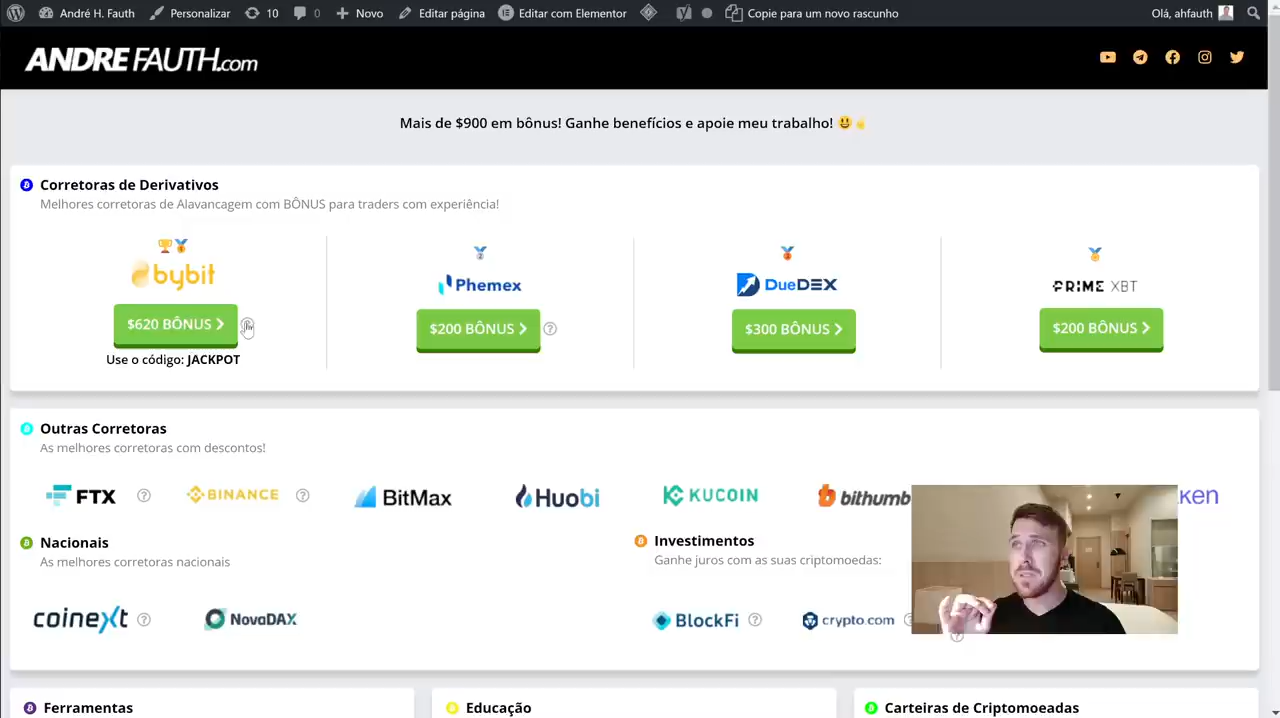 André H. Fauth Personalizar 10 0 Novo Editar página Editar com Elementor Copie para um novo rascunho Olá, ahfauth
ANDRE FAUTH.com
Mais de $900 em bônus! Ganhe benefícios e apoie meu trabalho!
Corretoras de Derivativos
Melhores corretoras de Alavancagem com BÔNUS para traders com experiência!
bybit
Phemex
DueDEX
PRIME XBT
$620 BÔNUS
$200 BÔNUS
$300 BÔNUS
$200 BÔNUS
Use o código: JACKPOT
Outras Corretoras
As melhores corretoras com descontos!
FTX BINANCE BitMax Huobi KUCOIN bithumb ken
Nacionais
As melhores corretoras nacionais
Investimentos
Ganhe juros com as suas criptomoedas:
coinext NovaDAX
BlockFi crypto.com
Ferramentas
Educação
Carteiras de Criptomoedas